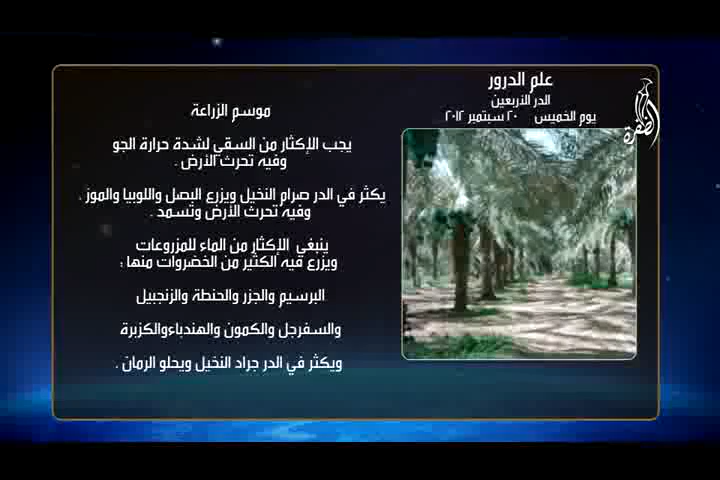 علم الدرور
الدر الأربعين
يوم الخميس ٢٠ سبتمبر ٢٠١٢
الظفرة
موسم الزراعة
يجب الإكثار من السقي لشدة حرارة الجو
وفيه تحرث الأرض .
يكثر في الدر صرام النخيل ويزرع البصل واللوبيا والموز .
وفيه تحرث الأرض وتسمد .
ينبغي الإكثار من الماء للمزروعات
ويزرع فيه الكثير من الخضروات منها :
البرسيم والجزر والحنطة والزنجبيل
والسفرجل والكمون والهندباءوالكزبرة
ويكثر في الدر جراد النخيل ويحلو الرمان .